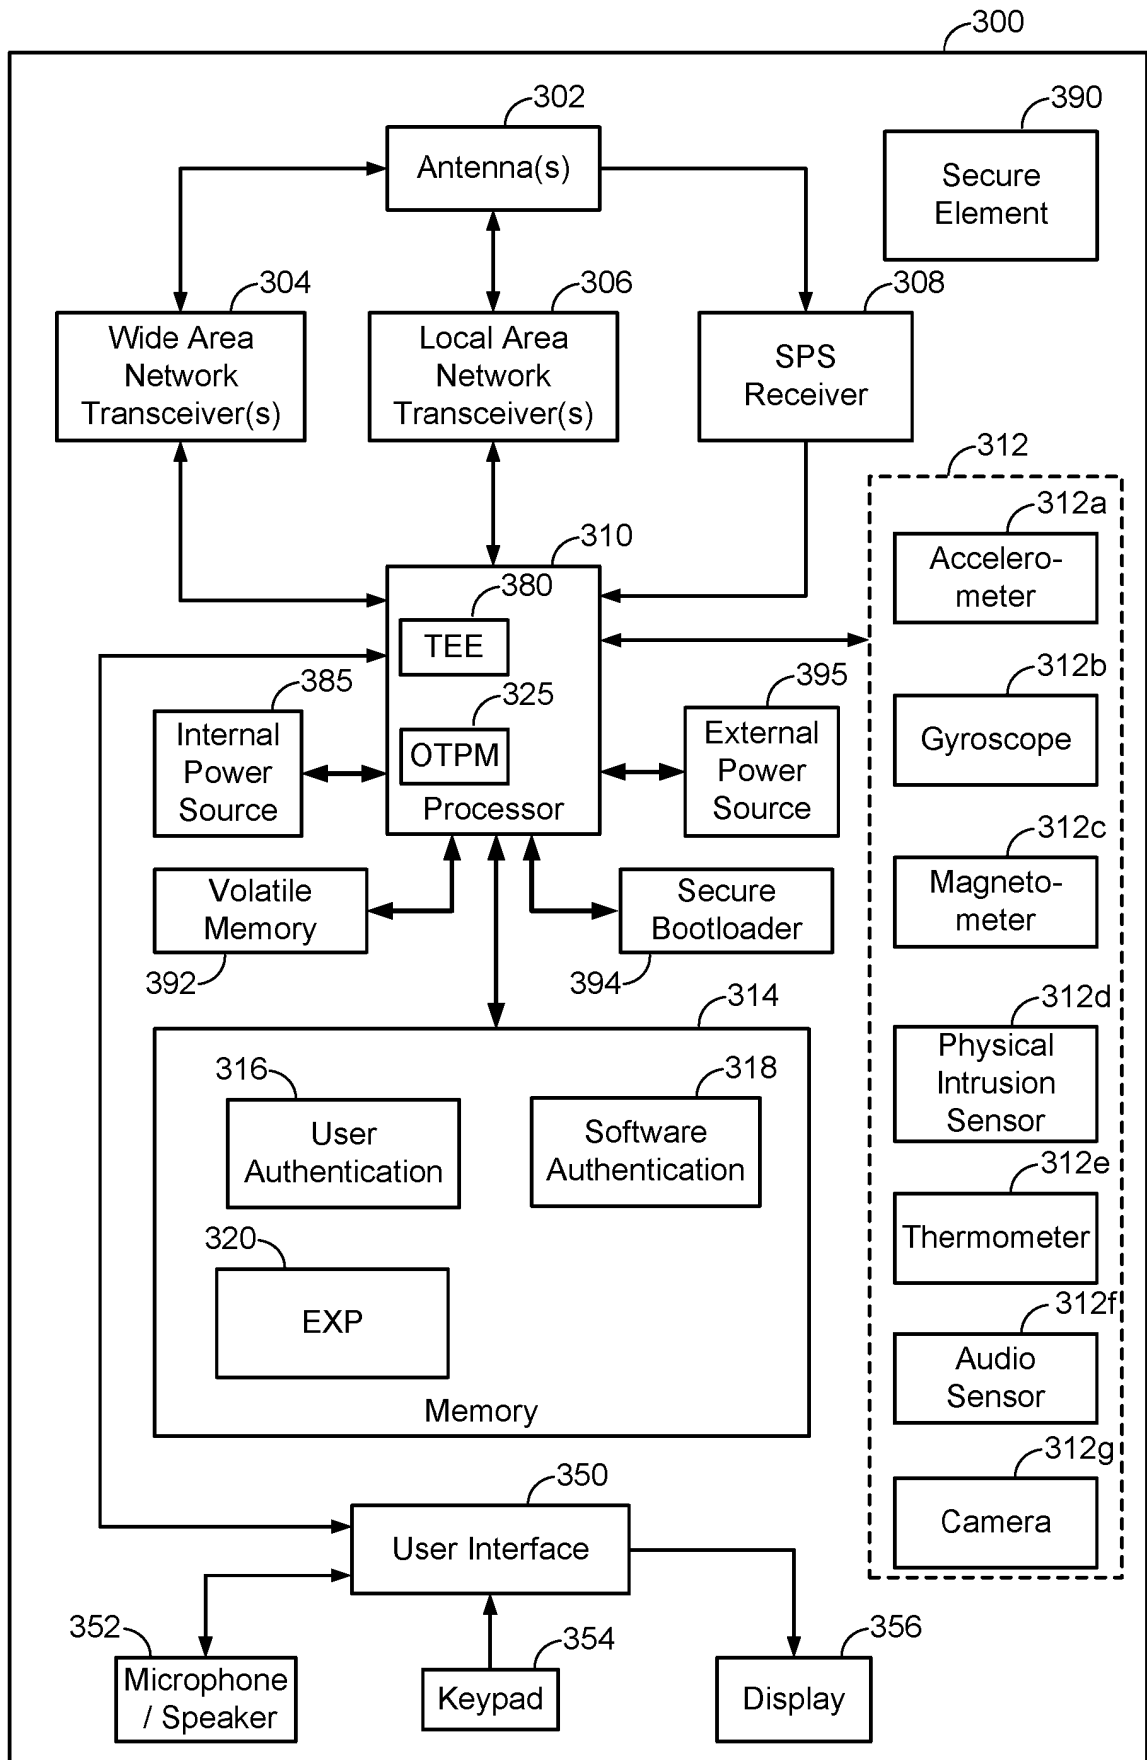 300
302
Antenna(s)
390
Secure
Element
304
Wide Area
Network
Transceiver(s)
306
Local Area
Network
Transceiver(s)
308
SPS
Receiver
312
312a
Accelero-
meter
312b
Gyroscope
312c
Magneto-
meter
312d
Physical
Intrusion
Sensor
312e
Thermometer
312f
Audio
Sensor
312g
Camera
310
380
TEE
325
OTPM
Processor
385
Internal
Power
Source
395
External
Power
Source
Volatile
Memory
392
Secure
Bootloader
394
314
316
User
Authentication
318
Software
Authentication
320
EXP
Memory
350
User Interface
352
Microphone
/ Speaker
354
Keypad
356
Display